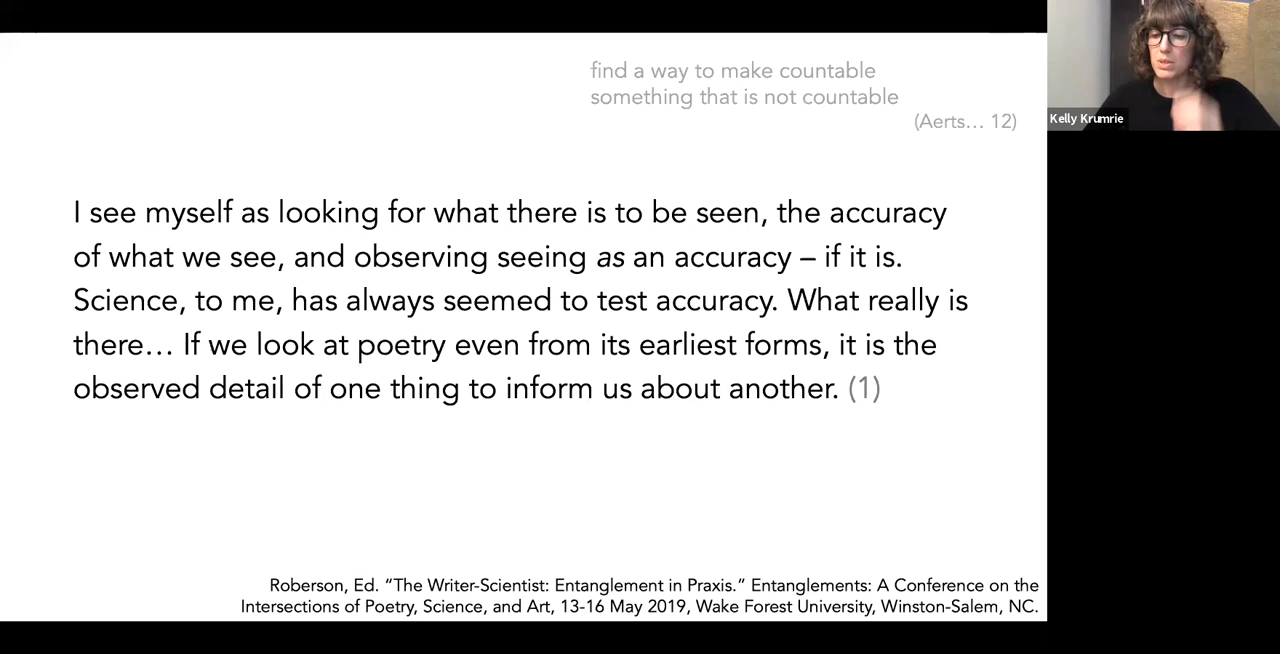 find a way to make countable
something that is not countable
(Aerts… 12)
Kelly Krumrie
I see myself as looking for what there is to be seen, the accuracy
of what we see, and observing seeing as an accuracy – if it is.
Science, to me, has always seemed to test accuracy. What really is
there… If we look at poetry even from its earliest forms, it is the
observed detail of one thing to inform us about another. (1)
Roberson, Ed. “The Writer-Scientist: Entanglement in Praxis.” Entanglements: A Conference on the
Intersections of Poetry, Science, and Art, 13-16 May 2019, Wake Forest University, Winston-Salem, NC.